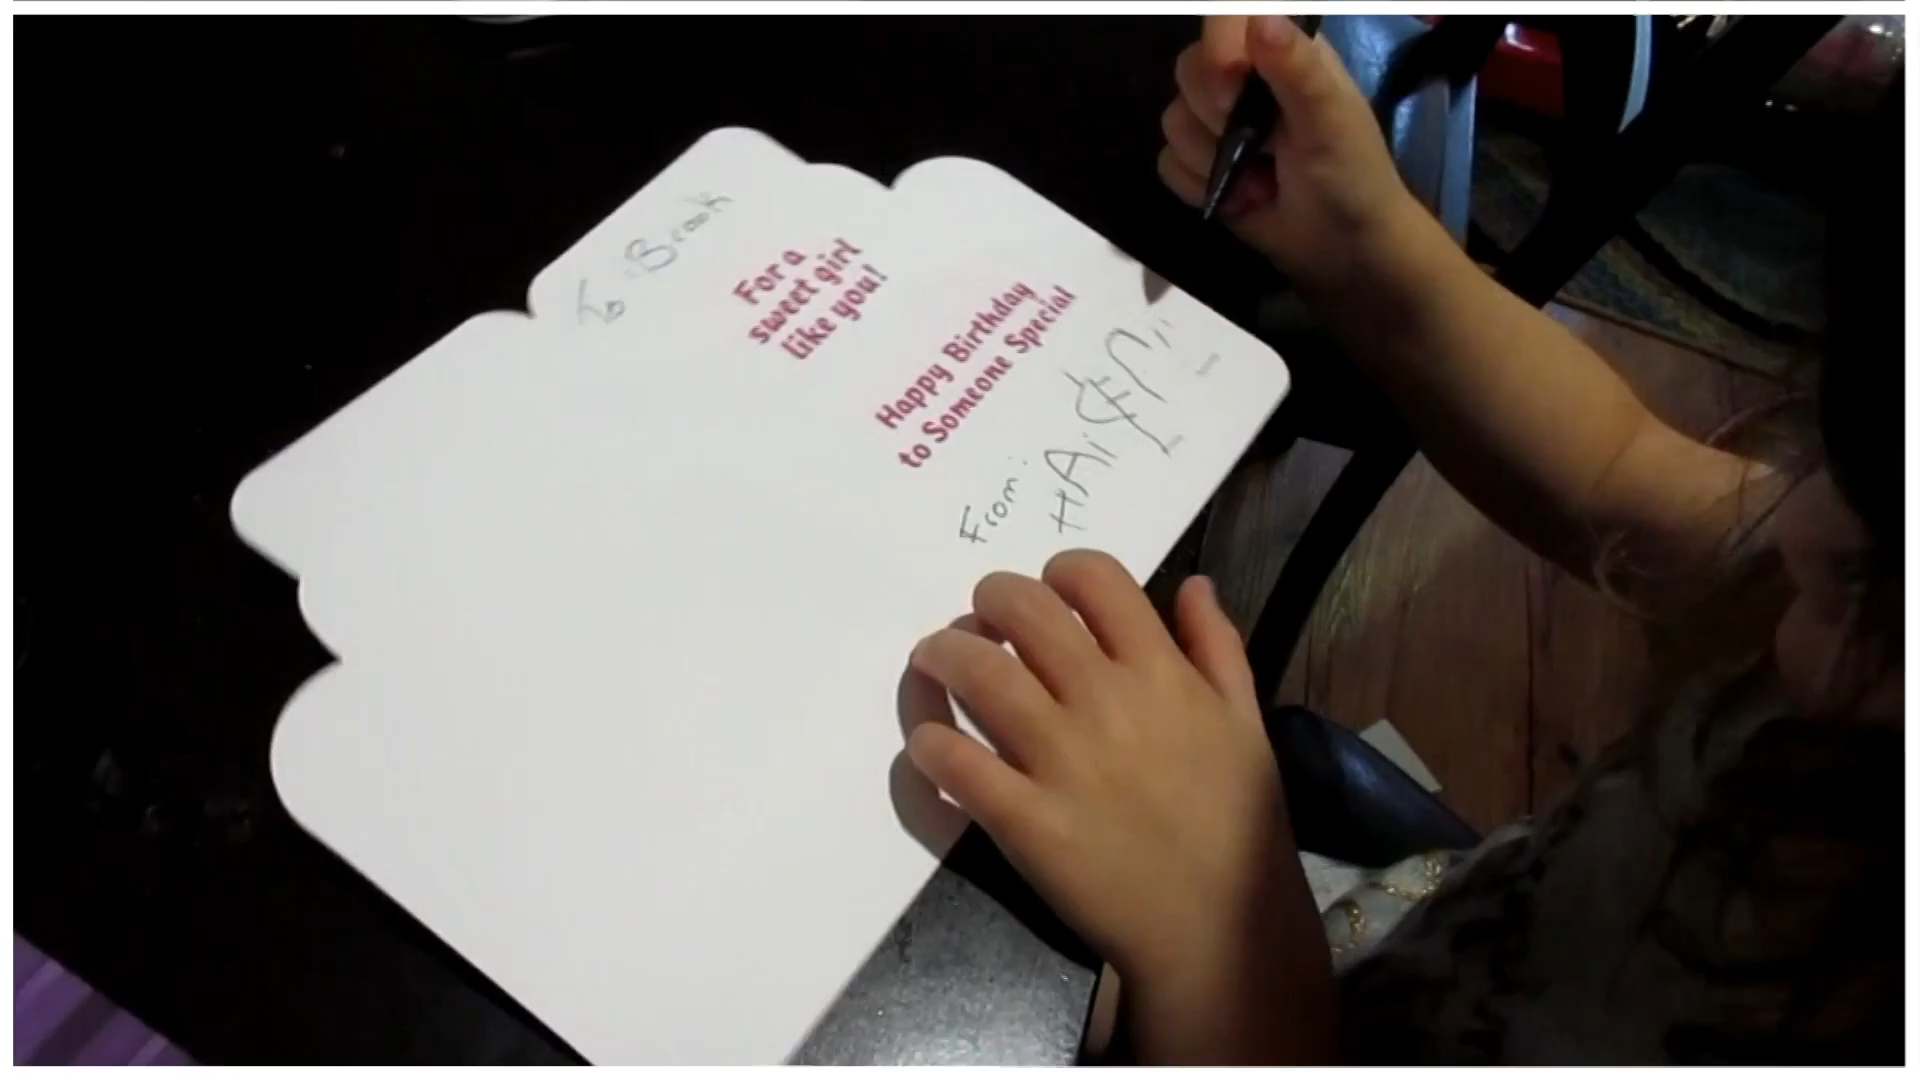 To Brook
For a
sweet girl
like you!
Happy Birthday
to Someone Special
From: